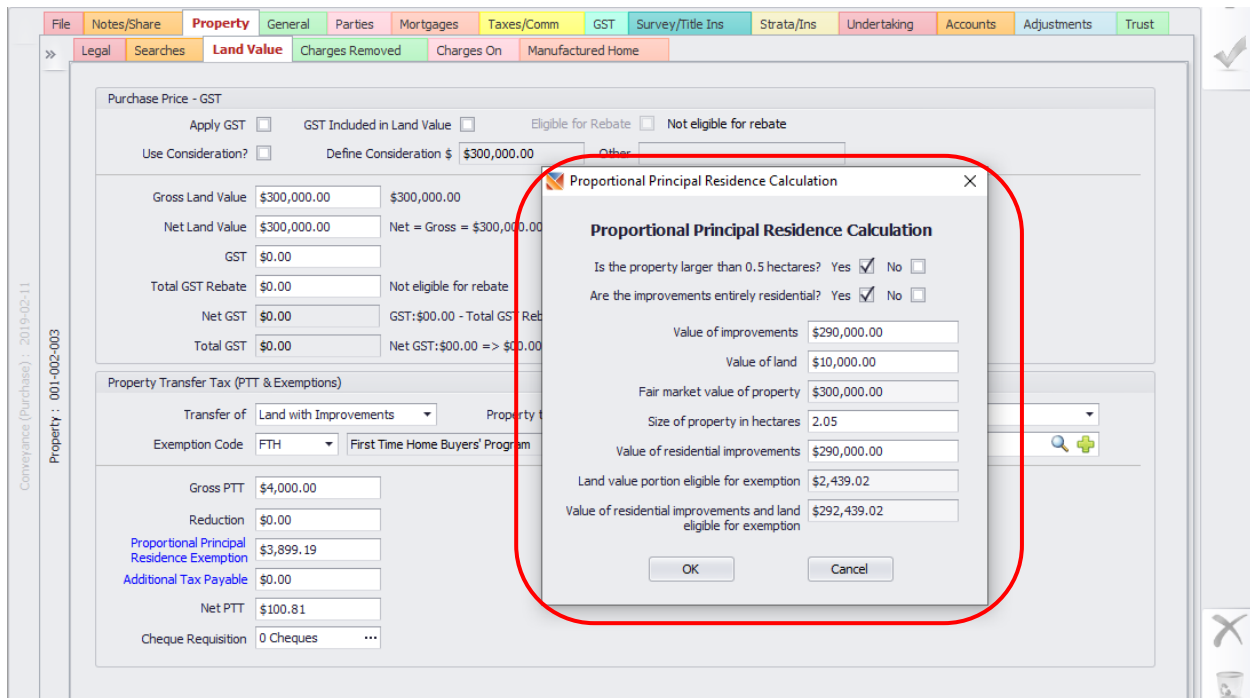 File Notes/Share Property General Parties Mortgages Taxes/Comm GST Survey/Title Ins Strata/Ins Undertaking Accounts Adjustments Trust
» Legal Searches Land Value Charges Removed Charges On Manufactured Home
Conveyance (Purchase) : 2019-02-11
Property : 001-002-003
Purchase Price - GST
Apply GST GST Included in Land Value Eligible for Rebate Not eligible for rebate
Use Consideration? Define Consideration $ $300,000.00 Other
Gross Land Value $300,000.00 $300,000.00
Net Land Value $300,000.00 Net = Gross = $300,000.00
GST $0.00
Total GST Rebate $0.00 Not eligible for rebate
Net GST $0.00 GST:$00.00 - Total GST Reb
Total GST $0.00 Net GST:$00.00 => $00.00
Property Transfer Tax (PTT & Exemptions)
Transfer of Land with Improvements Property t
Exemption Code FTH First Time Home Buyers' Program
Gross PTT $4,000.00
Reduction $0.00
Proportional Principal
Residence Exemption $3,899.19
Additional Tax Payable $0.00
Net PTT $100.81
Cheque Requisition 0 Cheques ...
Proportional Principal Residence Calculation
Proportional Principal Residence Calculation
Is the property larger than 0.5 hectares? Yes No
Are the improvements entirely residential? Yes No
Value of improvements $290,000.00
Value of land $10,000.00
Fair market value of property $300,000.00
Size of property in hectares 2.05
Value of residential improvements $290,000.00
Land value portion eligible for exemption $2,439.02
Value of residential improvements and land $292,439.02
eligible for exemption
OK Cancel